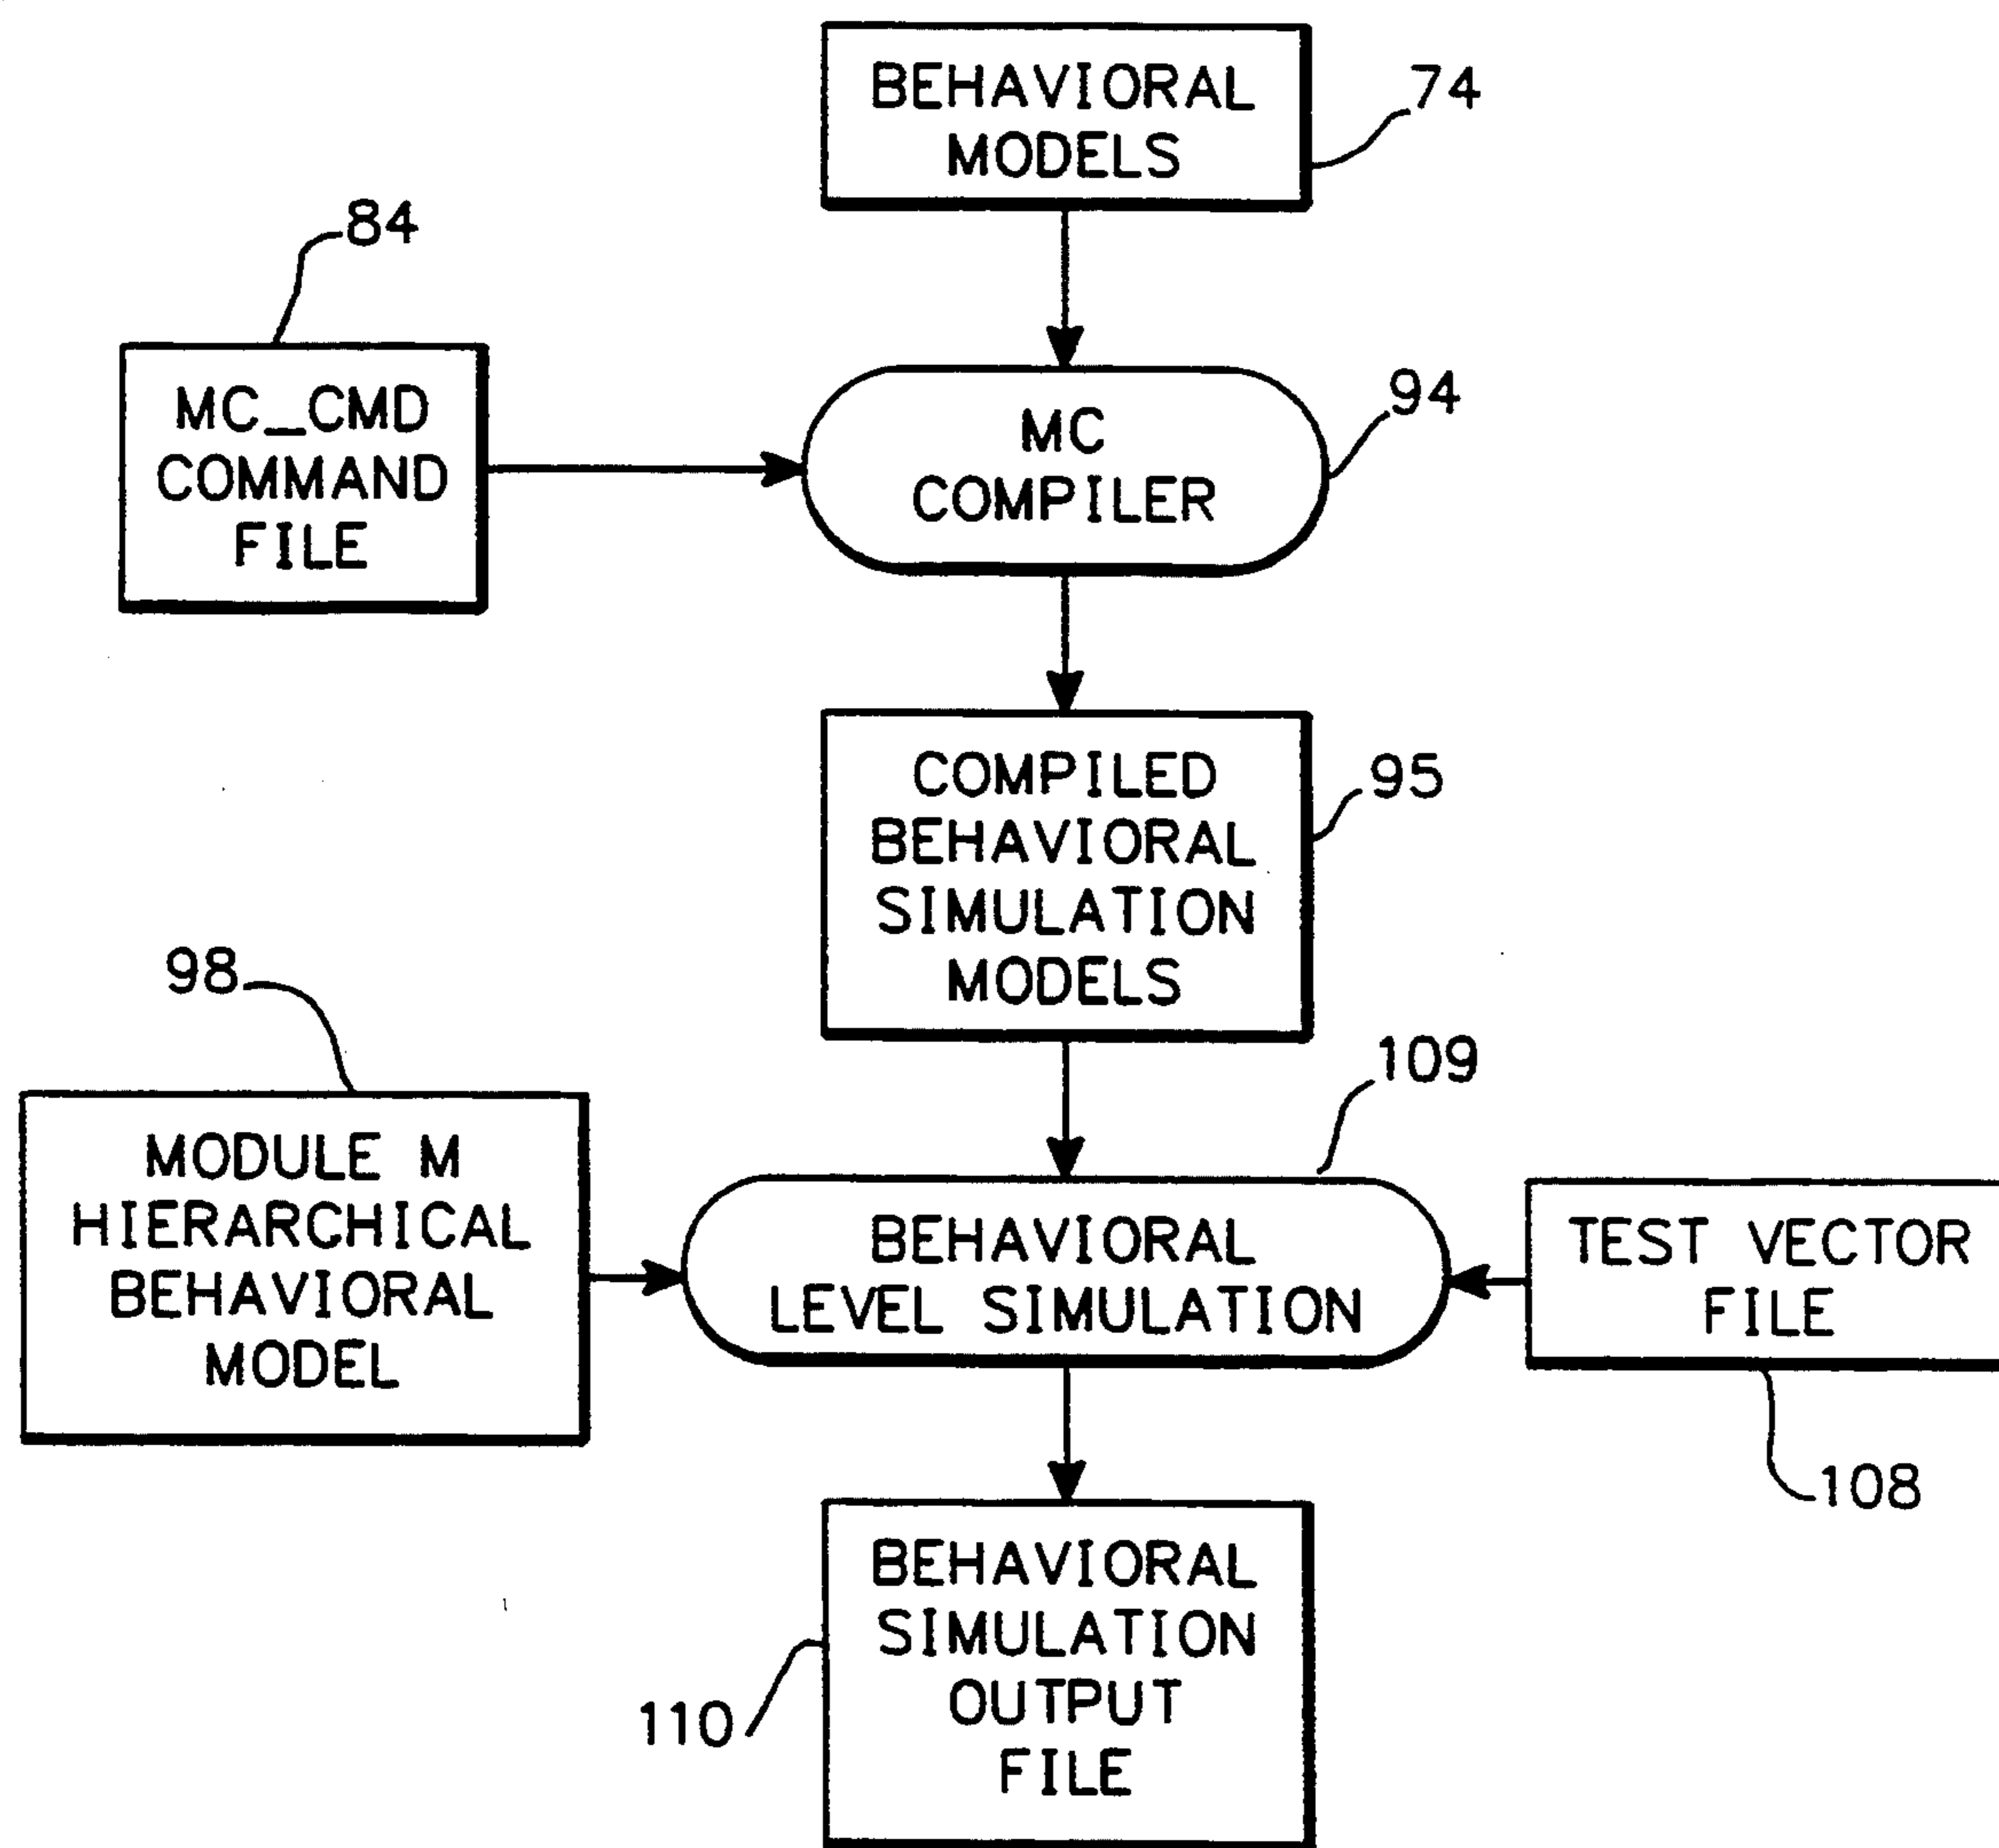 BEHAVIORAL
MODELS
74
84
MC_CMD
COMMAND
FILE
MC
COMPILER
94
COMPILED
BEHAVIORAL
SIMULATION
MODELS
95
98
MODULE M
HIERARCHICAL
BEHAVIORAL
MODEL
109
BEHAVIORAL
LEVEL SIMULATION
TEST VECTOR
FILE
108
BEHAVIORAL
SIMULATION
OUTPUT
FILE
110